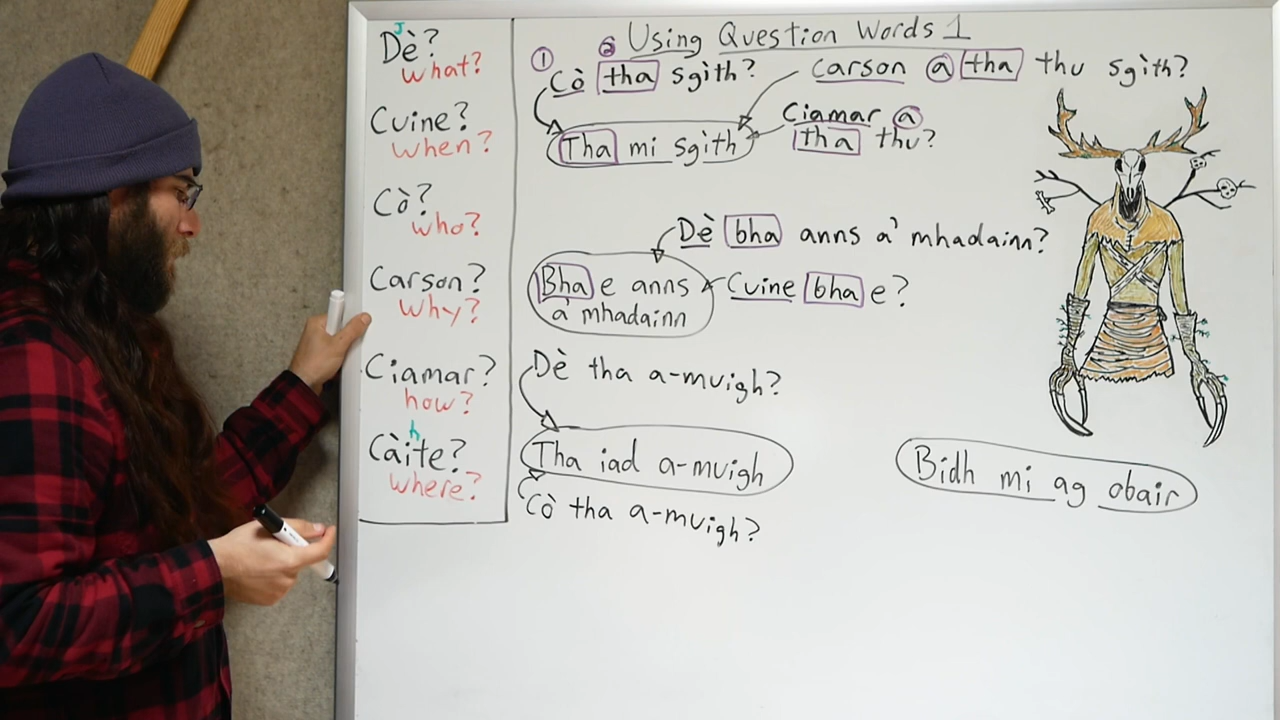 Dè?
J
what?
Cuine?
when?
Cò?
who?
Carson?
why?
Ciamar?
how?
Càite?
h
where?
Using Question Words 1
1
2
Cò tha sgìth?
Carson a tha thu sgìth?
Ciamar a
tha thu?
Tha mi sgìth
Dè bha anns a' mhadainn?
Bha e anns
a' mhadainn
Cuine bha e?
Dè tha a-muigh?
Tha iad a-muigh
Cò tha a-muigh?
Bidh mi ag obair